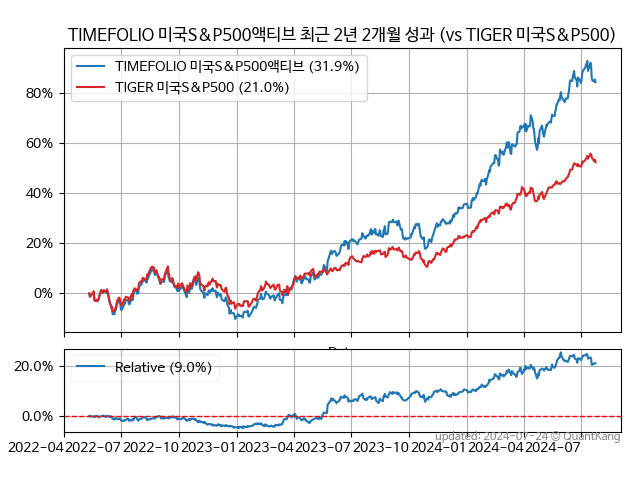 TIMEFOLIO 미국S&P500액티브 최근 2년 2개월 성과 (vs TIGER 미국S&P500)
TIMEFOLIO 미국S&P500액티브 (31.9%)
TIGER 미국S&P500 (21.0%)
80%
60%
40%
20%
0%
Relative (9.0%)
20.0%
0.0%
updated: 2024-07-24 © QuantKang
2022-04 2022-07 2022-10 2023-01 2023-04 2023-07 2023-10 2024-01 2024-04 2024-07